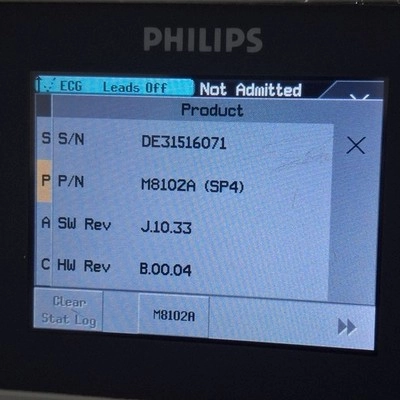 PHILIPS
ECG Leads Off Not Admitted
Product
S S/N DE31516071
P P/N M8102A (SP4)
A SW Rev J.10.33
C HW Rev B.00.04
Clear
Stat Log
M8102A